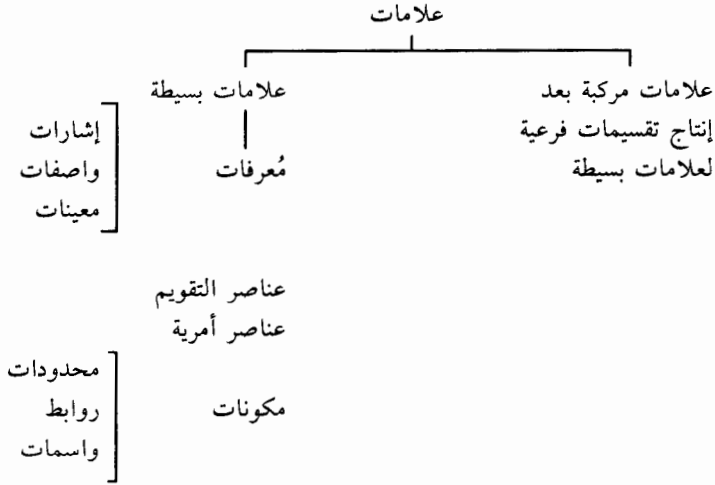 علامات
علامات مركبة بعد
إنتاج تقسيمات فرعية
لعلامات بسيطة
علامات بسيطة
مُعرفات
إشارات
واصفات
معينات
عناصر التقويم
عناصر أمرية
مكونات
محدودات
روابط
واسمات